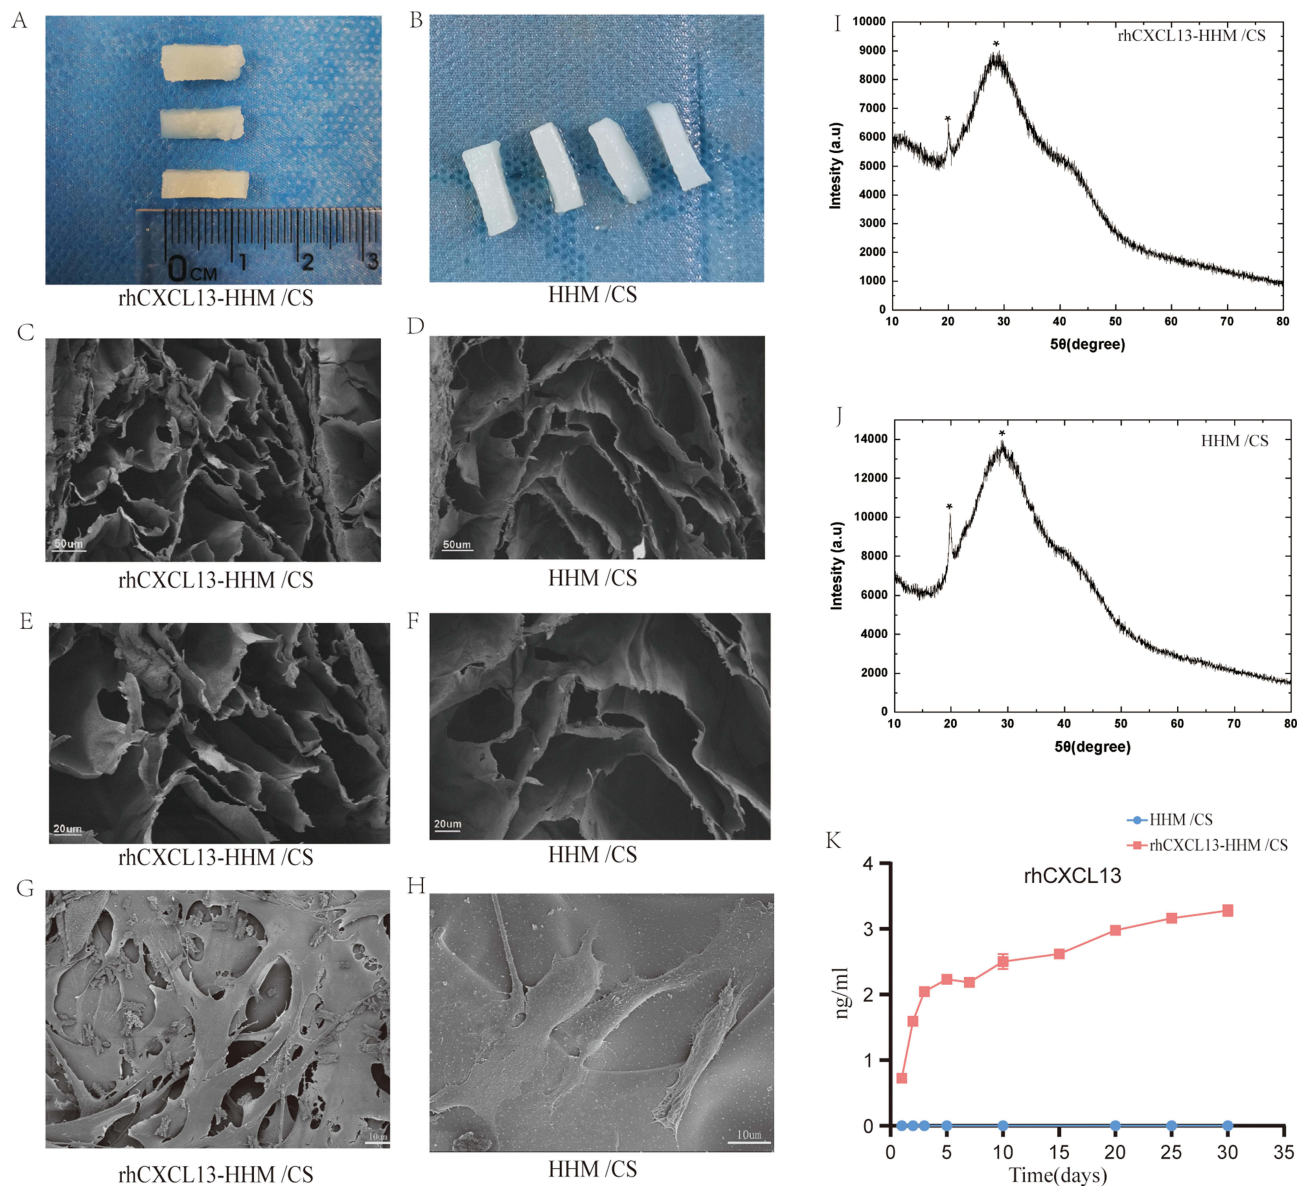 A
B
0 CM 1 2 3
rhCXCL13-HHM /CS
HHM /CS
C
D
50um
50um
rhCXCL13-HHM /CS
HHM /CS
E
F
20um
20um
rhCXCL13-HHM /CS
HHM /CS
G
H
10um
10um
rhCXCL13-HHM /CS
HHM /CS
I
rhCXCL13-HHM /CS
*
*
10000
9000
8000
7000
6000
5000
4000
3000
2000
1000
0
Intesity (a.u)
10 20 30 40 50 60 70 80
5θ(degree)
J
HHM /CS
*
*
14000
12000
10000
8000
6000
4000
2000
0
Intesity (a.u)
10 20 30 40 50 60 70 80
5θ(degree)
K
HHM /CS
rhCXCL13-HHM /CS
rhCXCL13
4
3
2
1
0
ng/ml
0 5 10 15 20 25 30 35
Time(days)